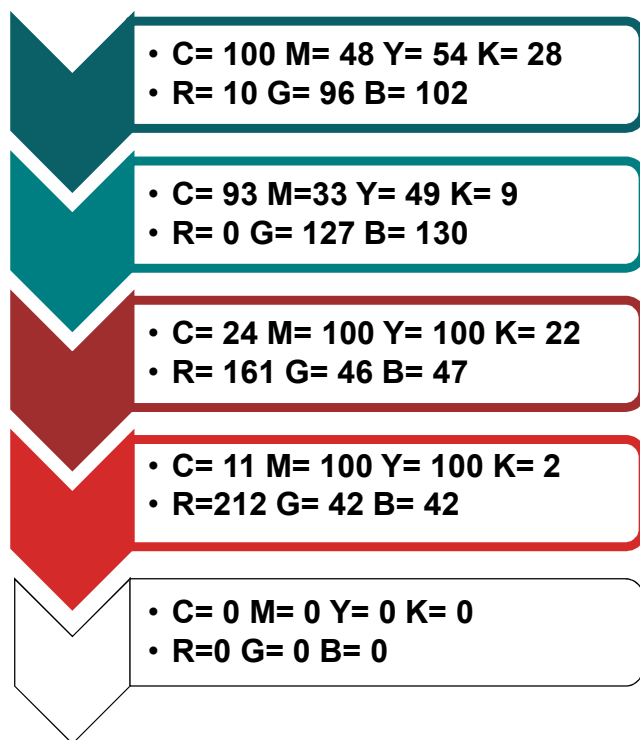 • C= 100 M= 48 Y= 54 K= 28
• R= 10 G= 96 B= 102
• C= 93 M=33 Y= 49 K= 9
• R= 0 G= 127 B= 130
• C= 24 M= 100 Y= 100 K= 22
• R= 161 G= 46 B= 47
• C= 11 M= 100 Y= 100 K= 2
• R=212 G= 42 B= 42
• C= 0 M= 0 Y= 0 K= 0
• R=0 G= 0 B= 0